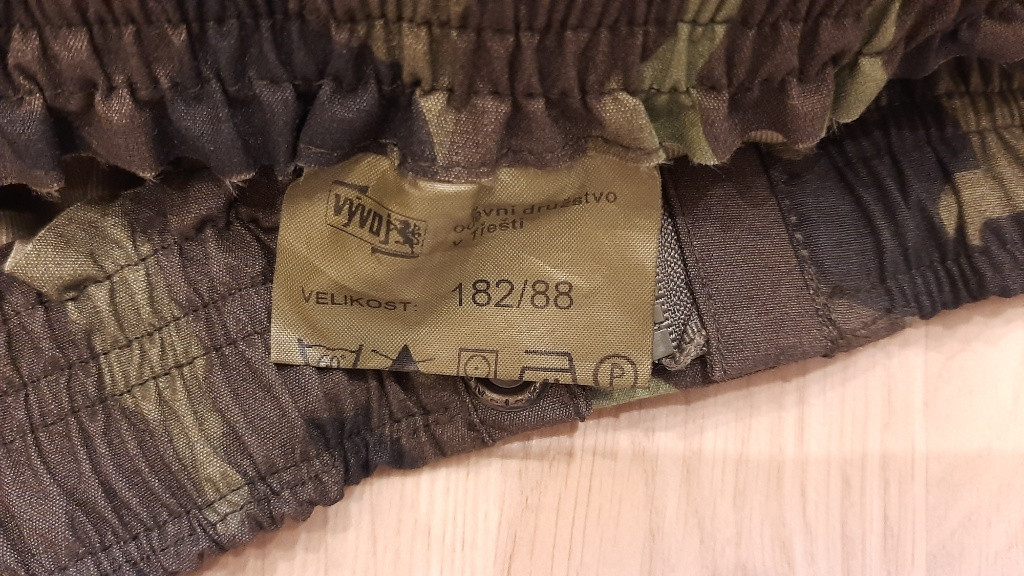 VÝVOJ
oděvní družstvo
v Třešti
VELIKOST: 182/88
P